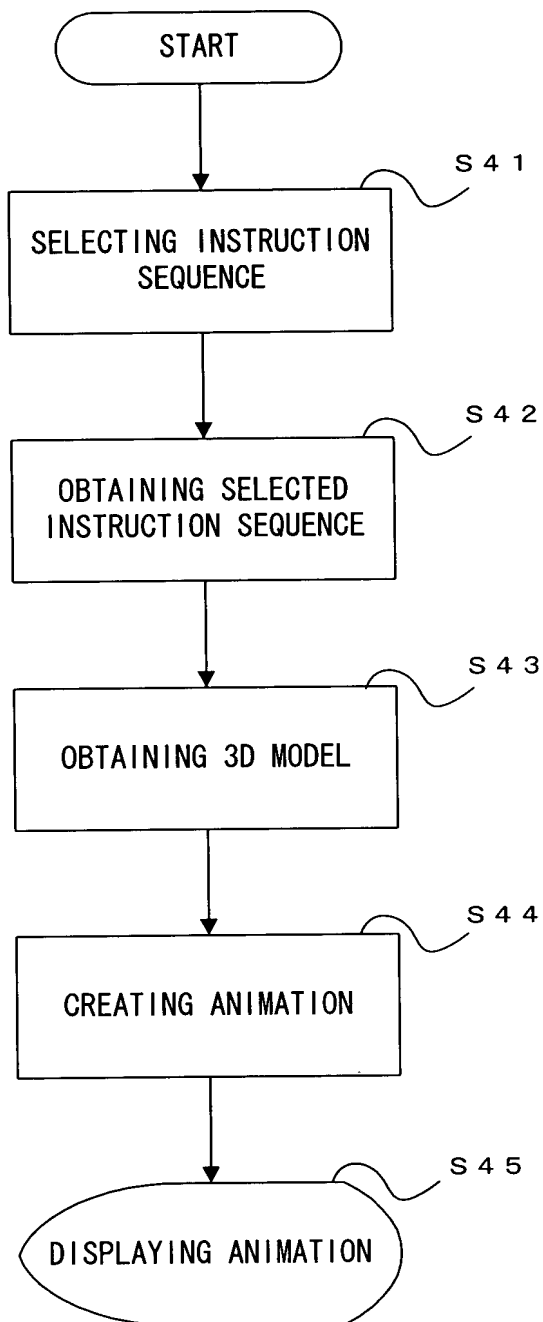 START
S41
SELECTING INSTRUCTION
SEQUENCE
S42
OBTAINING SELECTED
INSTRUCTION SEQUENCE
S43
OBTAINING 3D MODEL
S44
CREATING ANIMATION
S45
DISPLAYING ANIMATION